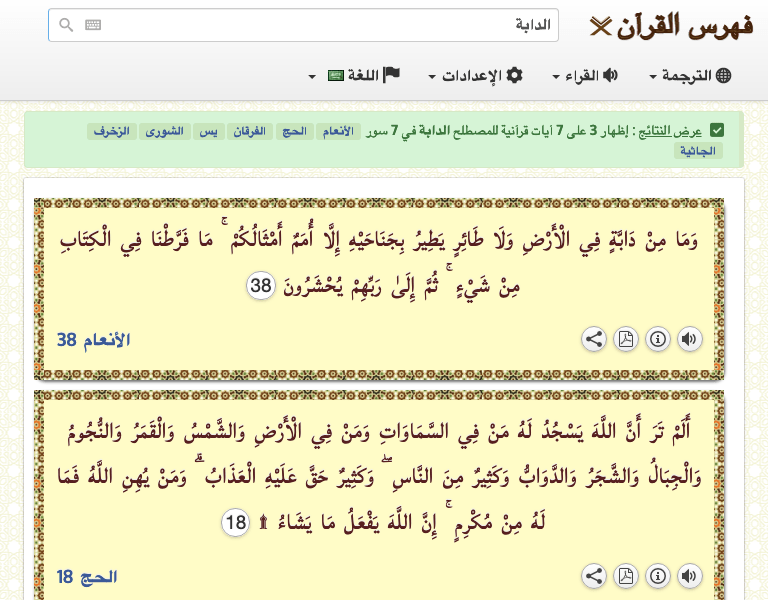 فهرس القرآن
الدابة
الترجمة
القراء
الإعدادات
اللغة
عرض النتائج : إظهار 3 على 7 آيات قرآنية للمصطلح الدابة في 7 سور الأنعام الحج الفرقان يس الشورى الزخرف
الجاثية
وَمَا مِنْ دَابَّةٍ فِي الْأَرْضِ وَلَا طَائِرٍ يَطِيرُ بِجَنَاحَيْهِ إِلَّا أُمَمٌ أَمْثَالُكُمْ ۚ مَا فَرَّطْنَا فِي الْكِتَابِ
مِنْ شَيْءٍ ۚ ثُمَّ إِلَىٰ رَبِّهِمْ يُحْشَرُونَ 38
الأنعام 38
أَلَمْ تَرَ أَنَّ اللَّهَ يَسْجُدُ لَهُ مَنْ فِي السَّمَاوَاتِ وَمَنْ فِي الْأَرْضِ وَالشَّمْسُ وَالْقَمَرُ وَالنُّجُومُ
وَالْجِبَالُ وَالشَّجَرُ وَالدَّوَابُّ وَكَثِيرٌ مِنَ النَّاسِ ۖ وَكَثِيرٌ حَقَّ عَلَيْهِ الْعَذَابُ ۗ وَمَنْ يُهِنِ اللَّهُ فَمَا
لَهُ مِنْ مُكْرِمٍ ۚ إِنَّ اللَّهَ يَفْعَلُ مَا يَشَاءُ ۩ 18
الحج 18